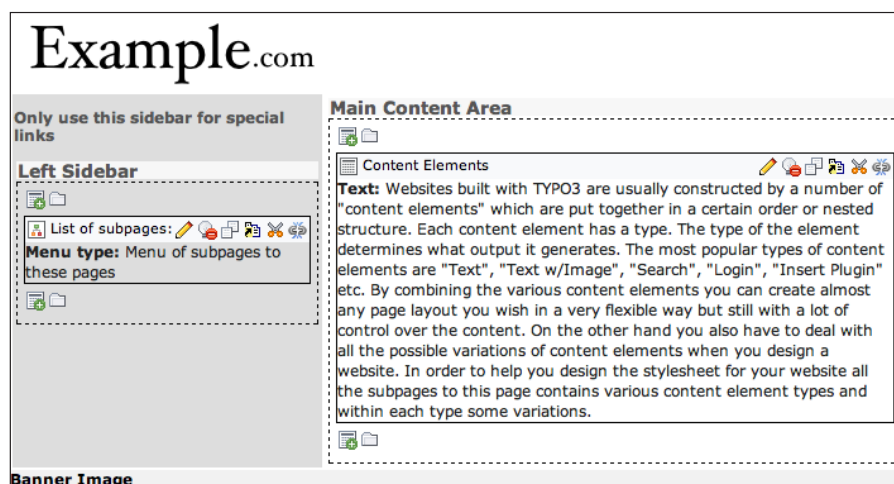 Example.com
Only use this sidebar for special
links
Left Sidebar
List of subpages:
Menu type: Menu of subpages to
these pages
Main Content Area
Content Elements
Text: Websites built with TYPO3 are usually constructed by a number of
"content elements" which are put together in a certain order or nested
structure. Each content element has a type. The type of the element
determines what output it generates. The most popular types of content
elements are "Text", "Text w/Image", "Search", "Login", "Insert Plugin"
etc. By combining the various content elements you can create almost
any page layout you wish in a very flexible way but still with a lot of
control over the content. On the other hand you also have to deal with
all the possible variations of content elements when you design a
website. In order to help you design the stylesheet for your website all
the subpages to this page contains various content element types and
within each type some variations.
Banner Image